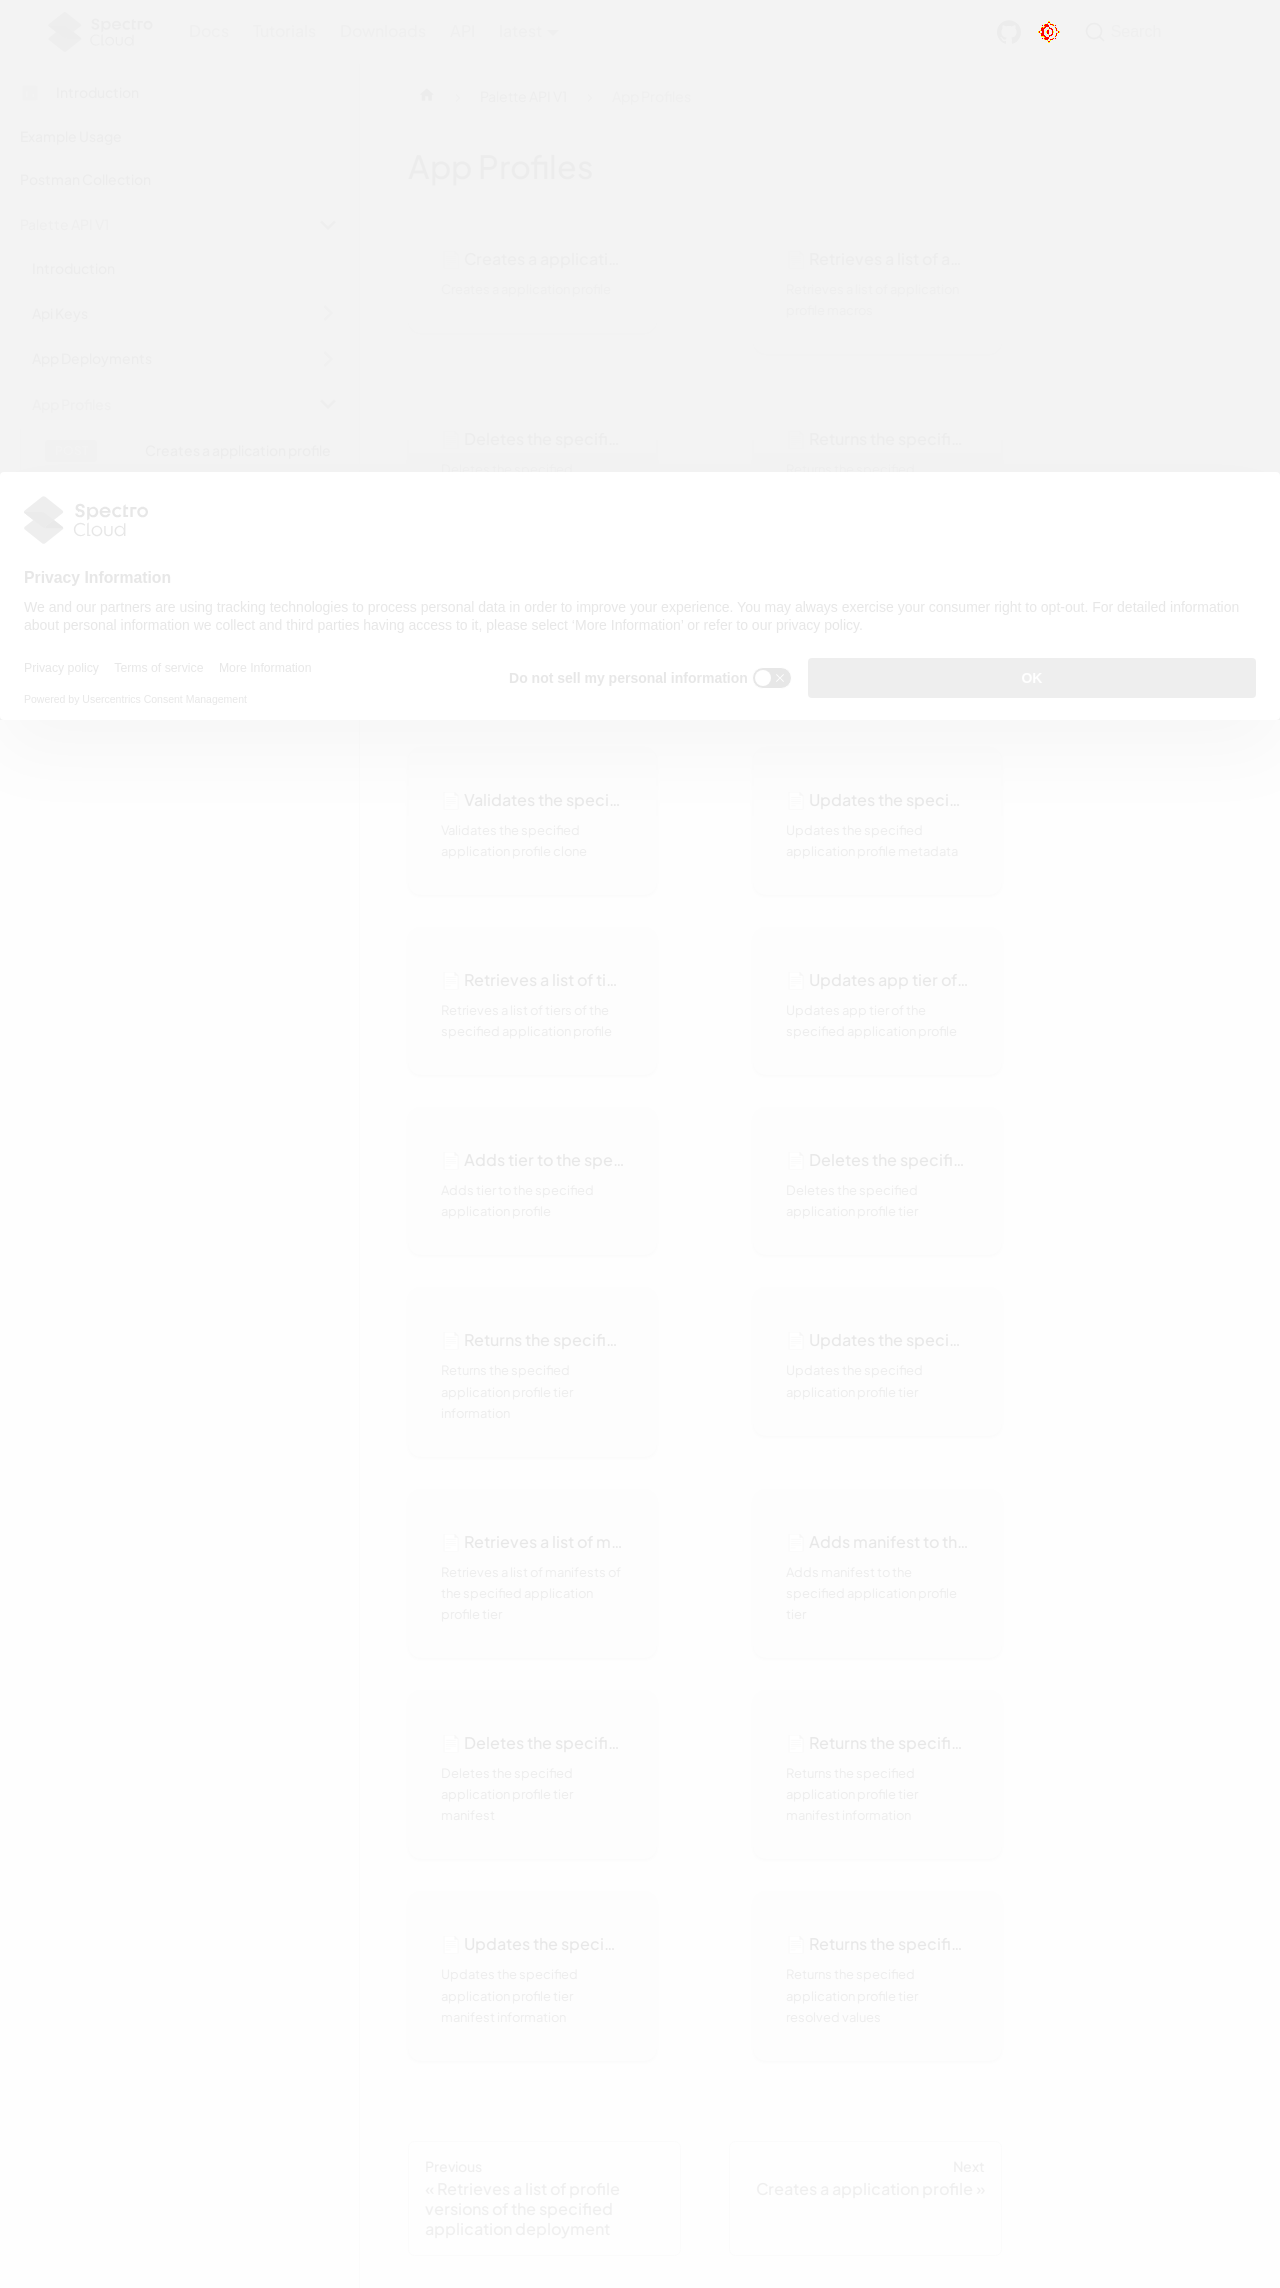 Spectro
Cloud
Docs Tutorials Downloads API latest
Search
Introduction
Example Usage
Postman Collection
Palette API V1
Introduction
Api Keys
App Deployments
App Profiles
Creates a application profile
Palette API V1
App Profiles
App Profiles
Creates a applicati…
Creates a application profile
Retrieves a list of a…
Retrieves a list of application
Deletes the specifi…
Returns the specifi…
Spectro
Cloud
Privacy Information
We and our partners are using tracking technologies to process personal data in order to improve your experience. You may always exercise your consumer right to opt-out. For detailed information
about personal information we collect and third parties having access to it, please select ‘More Information’ or refer to our privacy policy.
Privacy policy Terms of service More Information
Powered by Usercentrics Consent Management
Do not sell my personal information
OK
Validates the speci…
Validates the specified
application profile clone
Updates the speci…
Updates the specified
application profile metadata
Retrieves a list of ti…
Retrieves a list of tiers of the
specified application profile
Updates app tier of…
Updates app tier of the
specified application profile
Adds tier to the spe…
Adds tier to the specified
application profile
Deletes the specifi…
Deletes the specified
application profile tier
Returns the specifi…
Returns the specified
application profile tier
information
Updates the speci…
Updates the specified
application profile tier
Retrieves a list of m…
Retrieves a list of manifests of
the specified application
profile tier
Adds manifest to th…
Adds manifest to the
specified application profile
tier
Deletes the specifi…
Deletes the specified
application profile tier
manifest
Returns the specifi…
Returns the specified
application profile tier
manifest information
Updates the speci…
Updates the specified
application profile tier
manifest information
Returns the specifi…
Returns the specified
application profile tier
resolved values
Previous
« Retrieves a list of profile
versions of the specified
application deployment
Next
Creates a application profile »